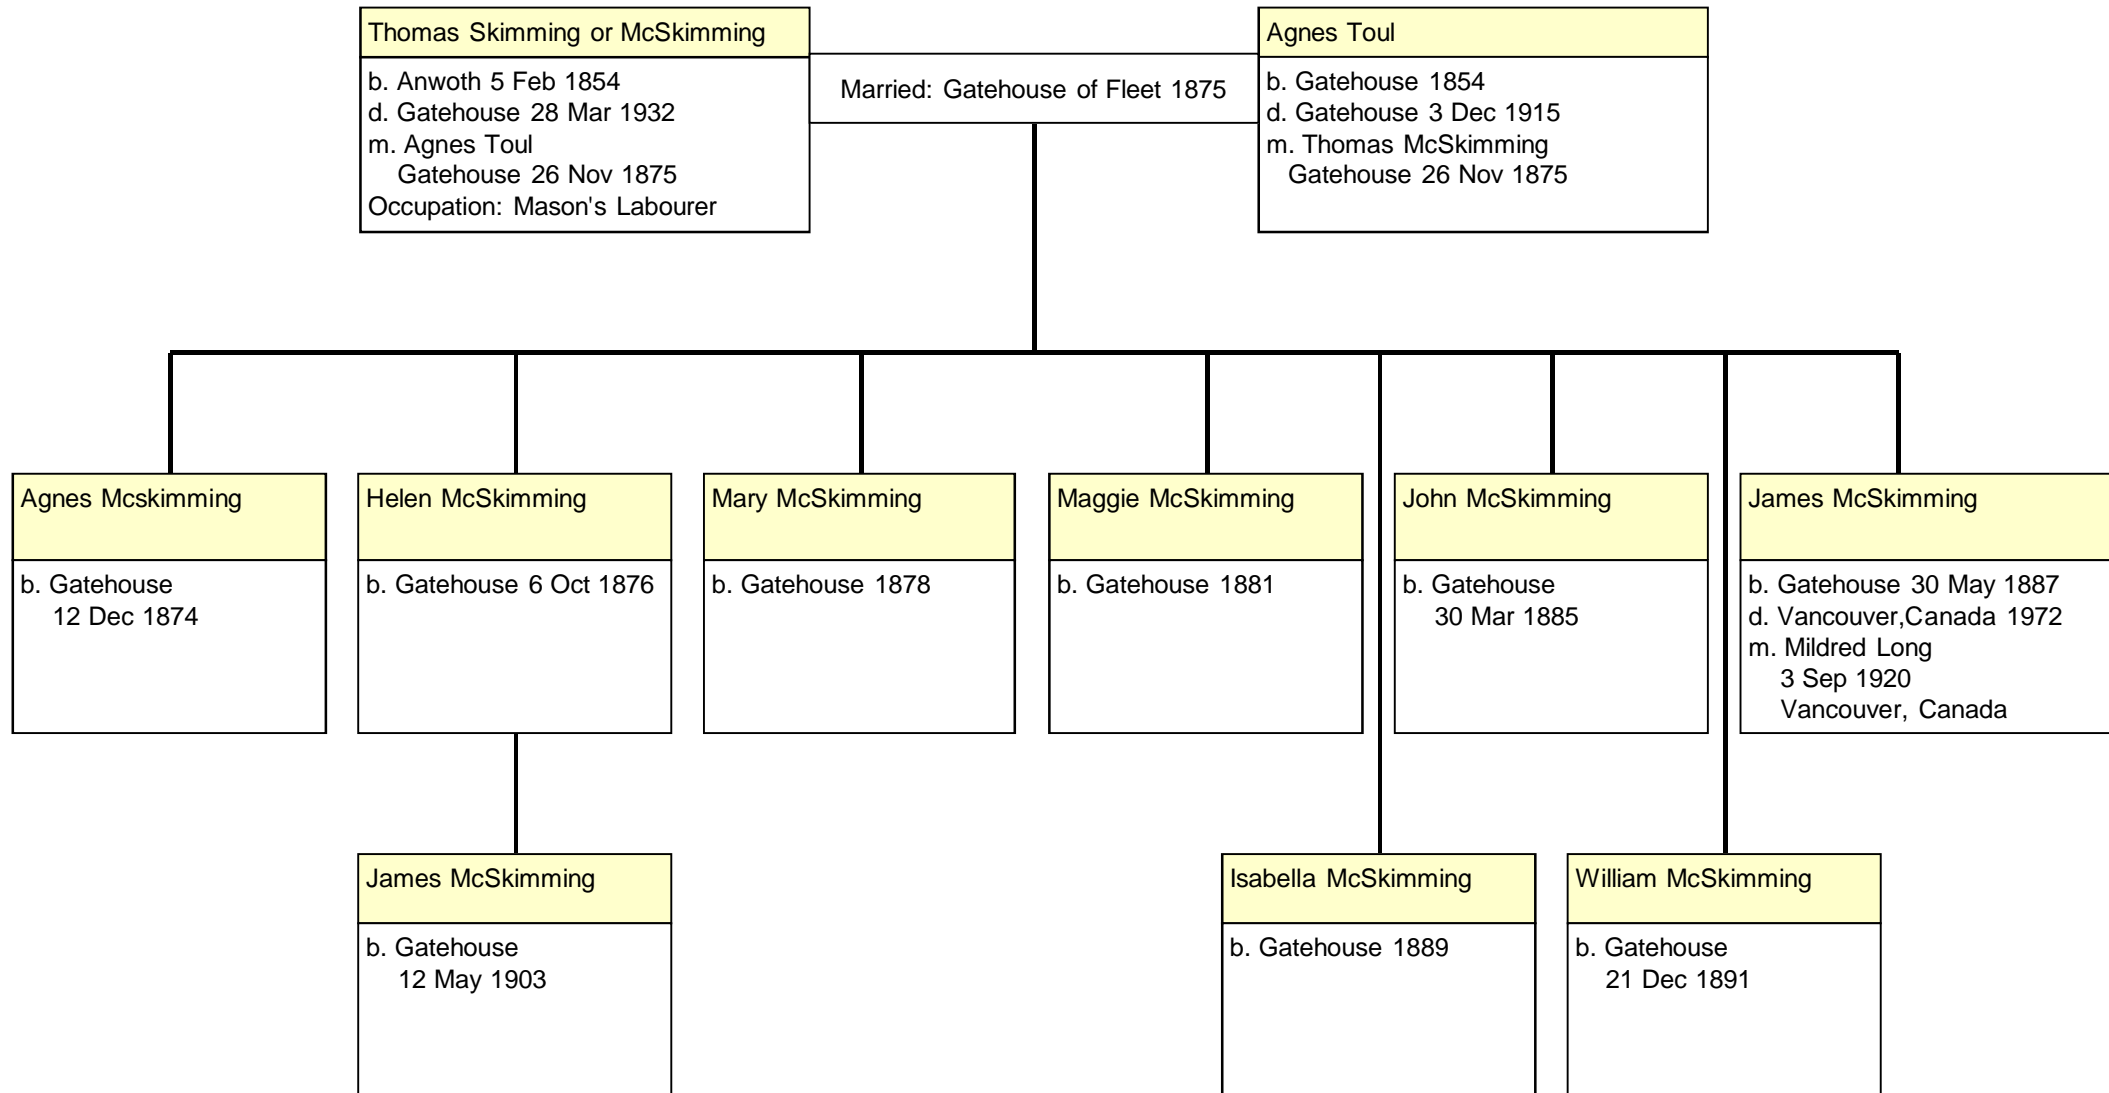 Thomas Skimming or McSkimming
b. Anwoth 5 Feb 1854
d. Gatehouse 28 Mar 1932
m. Agnes Toul
Gatehouse 26 Nov 1875
Occupation: Mason's Labourer
Married: Gatehouse of Fleet 1875
Agnes Toul
b. Gatehouse 1854
d. Gatehouse 3 Dec 1915
m. Thomas McSkimming
Gatehouse 26 Nov 1875
Agnes Mcskimming
b. Gatehouse
12 Dec 1874
Helen McSkimming
b. Gatehouse 6 Oct 1876
Mary McSkimming
b. Gatehouse 1878
Maggie McSkimming
b. Gatehouse 1881
John McSkimming
b. Gatehouse
30 Mar 1885
James McSkimming
b. Gatehouse 30 May 1887
d. Vancouver,Canada 1972
m. Mildred Long
3 Sep 1920
Vancouver, Canada
James McSkimming
b. Gatehouse
12 May 1903
Isabella McSkimming
b. Gatehouse 1889
William McSkimming
b. Gatehouse
21 Dec 1891